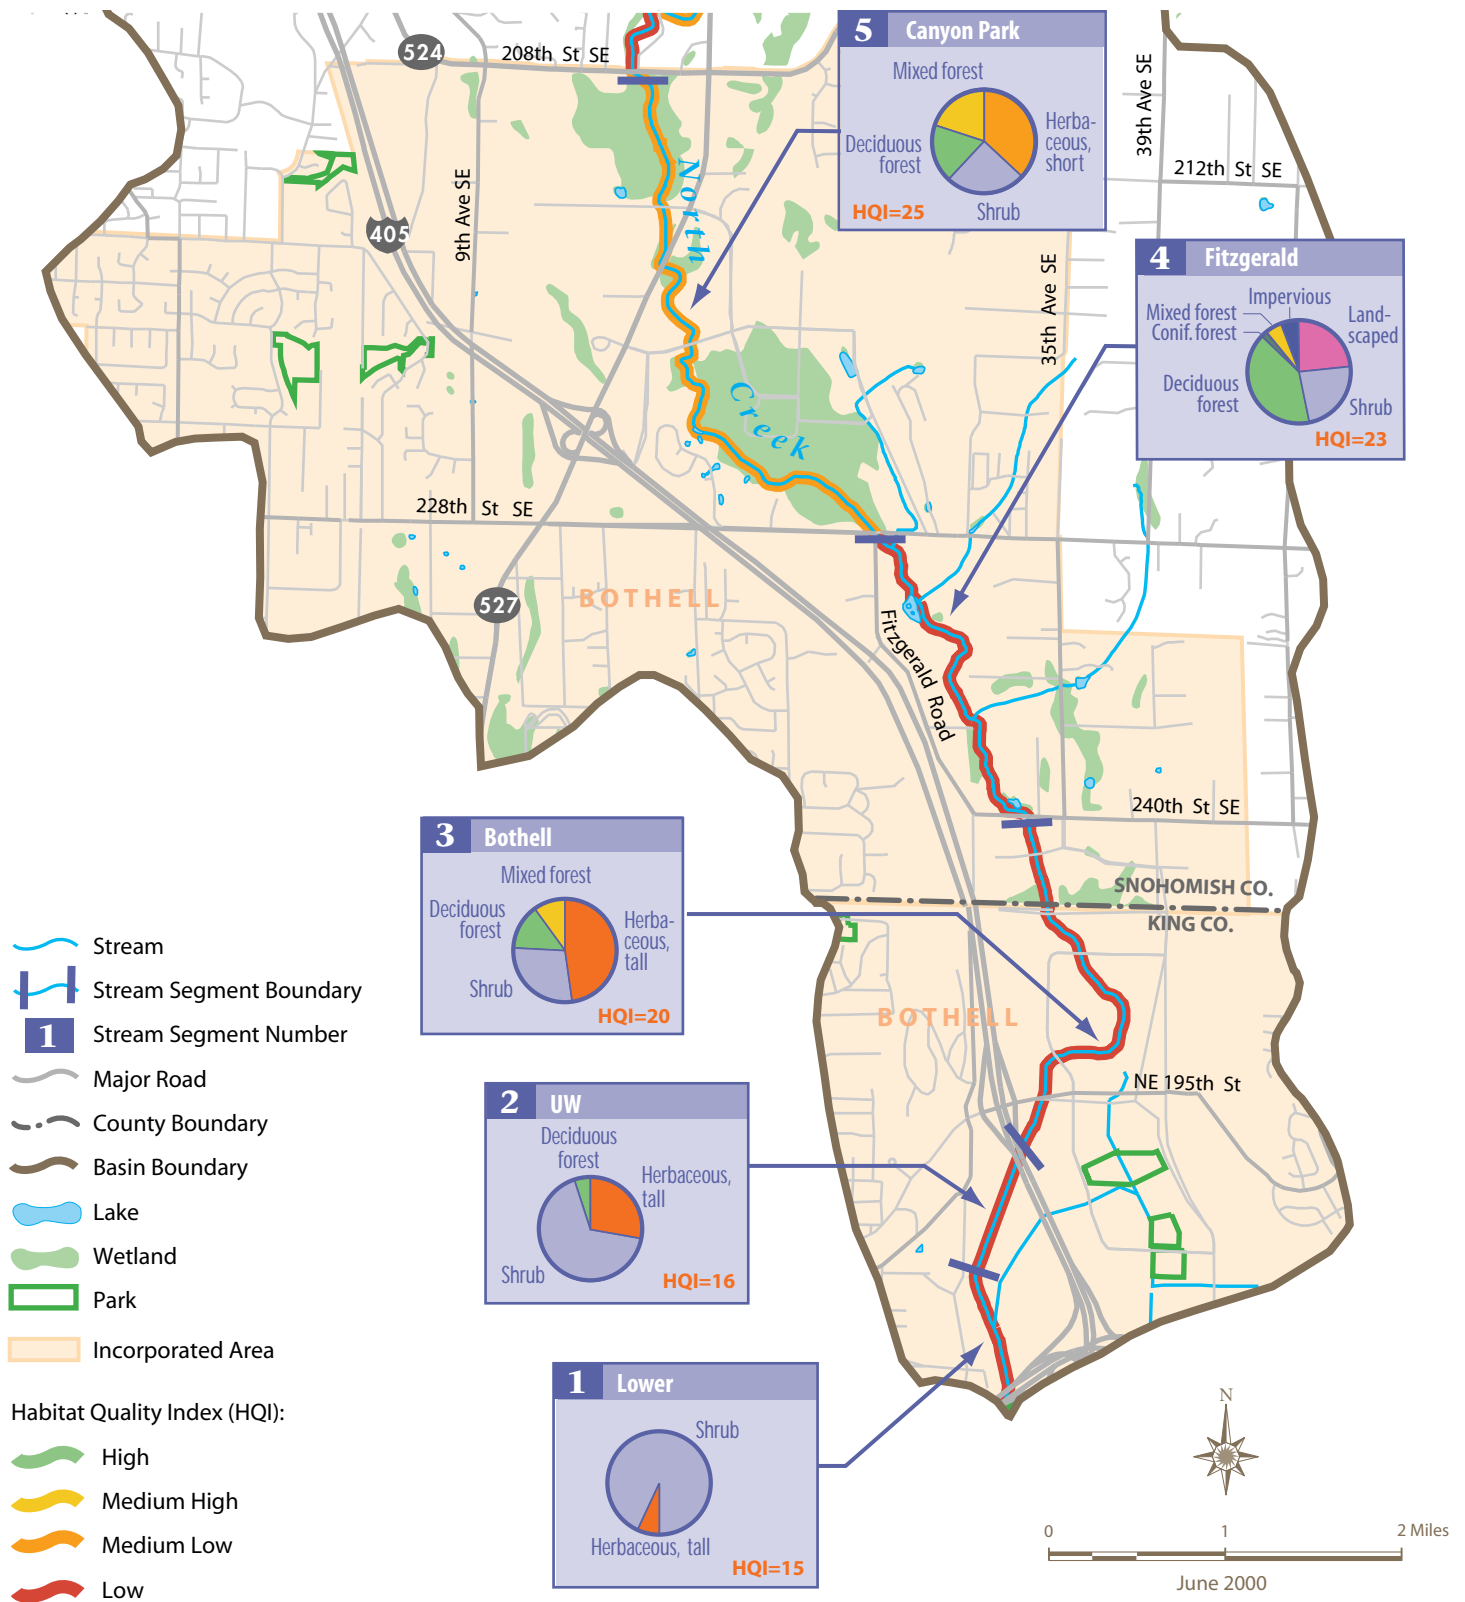 524
208th St SE
5 Canyon Park
Mixed forest
Herba-
ceous,
short
Deciduous
forest
Shrub
HQI=25
39th Ave SE
212th St SE
405
9th Ave SE
North
Creek
35th Ave SE
4 Fitzgerald
Impervious
Mixed forest
Conif. forest
Land-
scaped
Deciduous
forest
Shrub
HQI=23
228th St SE
527
BOTHELL
Fitzgerald Road
240th St SE
3 Bothell
Mixed forest
Deciduous
forest
Herba-
ceous,
tall
Shrub
HQI=20
SNOHOMISH CO.
KING CO.
BOTHELL
NE 195th St
2 UW
Deciduous
forest
Herbaceous,
tall
Shrub
HQI=16
1 Lower
Shrub
Herbaceous, tall
HQI=15
Stream
Stream Segment Boundary
1 Stream Segment Number
Major Road
County Boundary
Basin Boundary
Lake
Wetland
Park
Incorporated Area
Habitat Quality Index (HQI):
High
Medium High
Medium Low
Low
N
0 1 2 Miles
June 2000